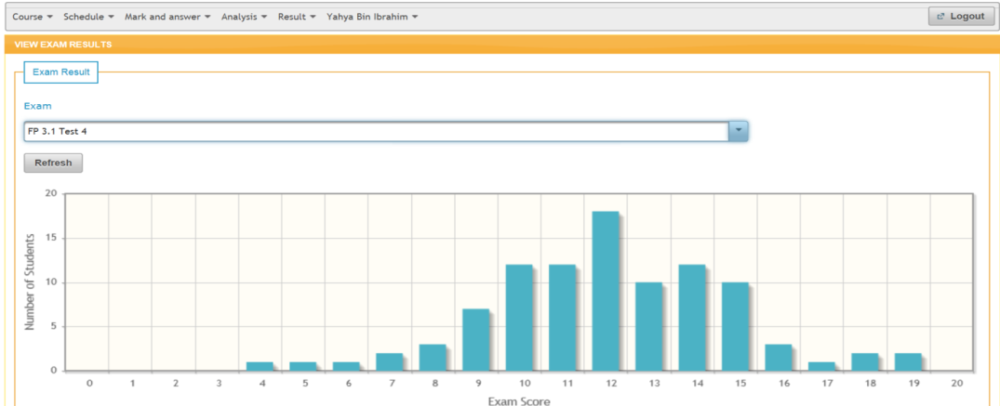 Course Schedule Mark and answer Analysis Result Yahya Bin Ibrahim Logout
VIEW EXAM RESULTS
Exam Result
Exam
FP 3.1 Test 4
Refresh
20
15
10
5
0
Number of Students
0 1 2 3 4 5 6 7 8 9 10 11 12 13 14 15 16 17 18 19 20
Exam Score